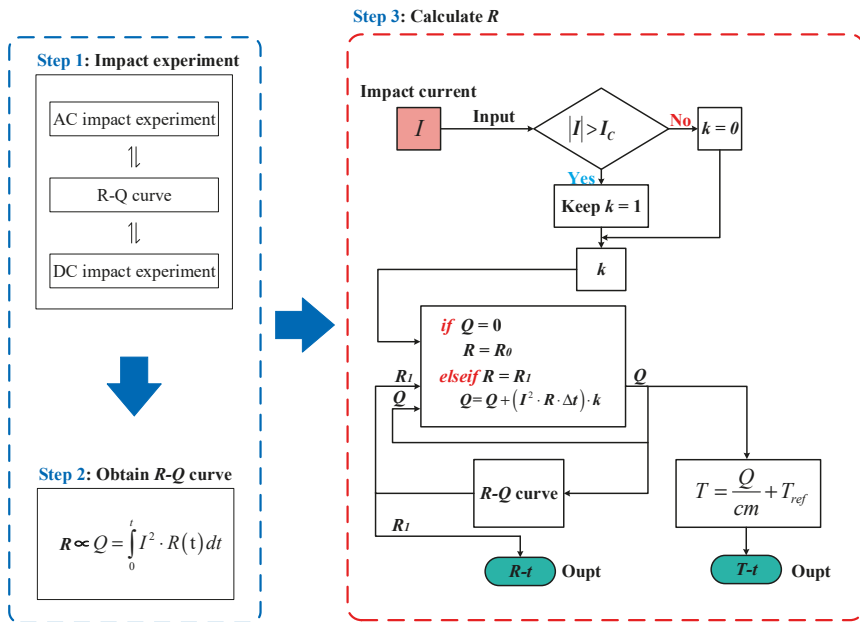 Step 1: Impact experiment
AC impact experiment
R-Q curve
DC impact experiment
Step 2: Obtain R-Q curve
R ∝ Q = ∫₀ᵗ I² · R(t) dt
Step 3: Calculate R
Impact current
I
Input
|I| > I_C
No
k = 0
Yes
Keep k = 1
k
if Q = 0
R = R₀
elseif R = R₁
Q = Q + (I² · R · Δt) · k
R₁
Q
Q
R-Q curve
T = Q/cm + T_ref
R₁
R-t
Oupt
T-t
Oupt